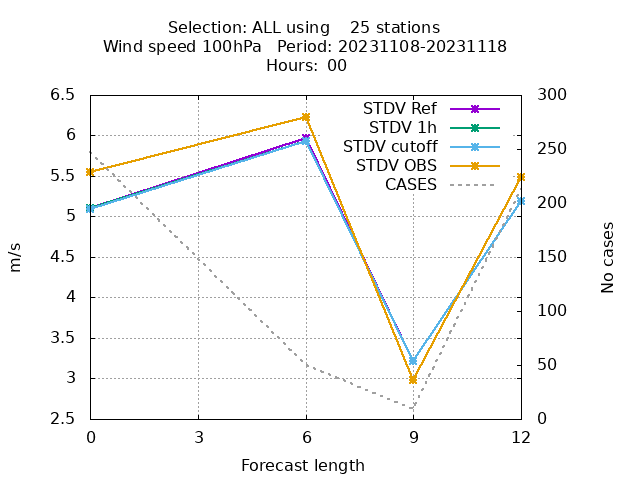 Selection: ALL using    25 stations
Wind speed 100hPa   Period: 20231108-20231118
Hours: 00
STDV Ref
STDV 1h
STDV cutoff
STDV OBS
CASES
6.5
6
5.5
5
4.5
4
3.5
3
2.5
m/s
300
250
200
150
100
50
0
No cases
0 3 6 9 12
Forecast length